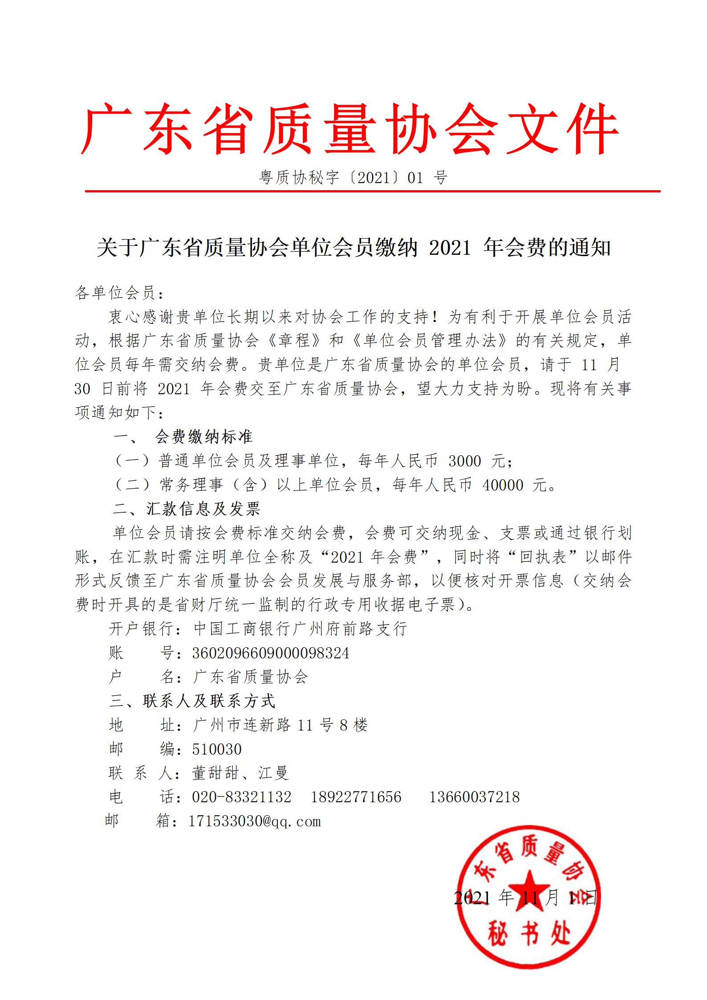 广东省质量协会文件
粤质协秘字〔2021〕01 号
关于广东省质量协会单位会员缴纳 2021 年会费的通知
各单位会员：
衷心感谢贵单位长期以来对协会工作的支持！为有利于开展单位会员活
动，根据广东省质量协会《章程》和《单位会员管理办法》的有关规定，单
位会员每年需交纳会费。贵单位是广东省质量协会的单位会员，请于 11 月
30 日前将 2021 年会费交至广东省质量协会，望大力支持为盼。现将有关事
项通知如下：
一、 会费缴纳标准
（一）普通单位会员及理事单位，每年人民币 3000 元；
（二）常务理事（含）以上单位会员，每年人民币 40000 元。
二、汇款信息及发票
单位会员请按会费标准交纳会费，会费可交纳现金、支票或通过银行划
账，在汇款时需注明单位全称及“2021 年会费”，同时将“回执表”以邮件
形式反馈至广东省质量协会会员发展与服务部，以便核对开票信息（交纳会
费时开具的是省财厅统一监制的行政专用收据电子票）。
开户银行：中国工商银行广州府前路支行
账 号：3602096609000098324
户 名：广东省质量协会
三、联系人及联系方式
地 址：广州市连新路 11 号 8 楼
邮 编：510030
联 系 人：董甜甜、江曼
电 话：020-83321132 18922771656 13660037218
邮 箱：171533030@qq.com
广东省质量协会
2021 年 11 月 1 日
秘书处